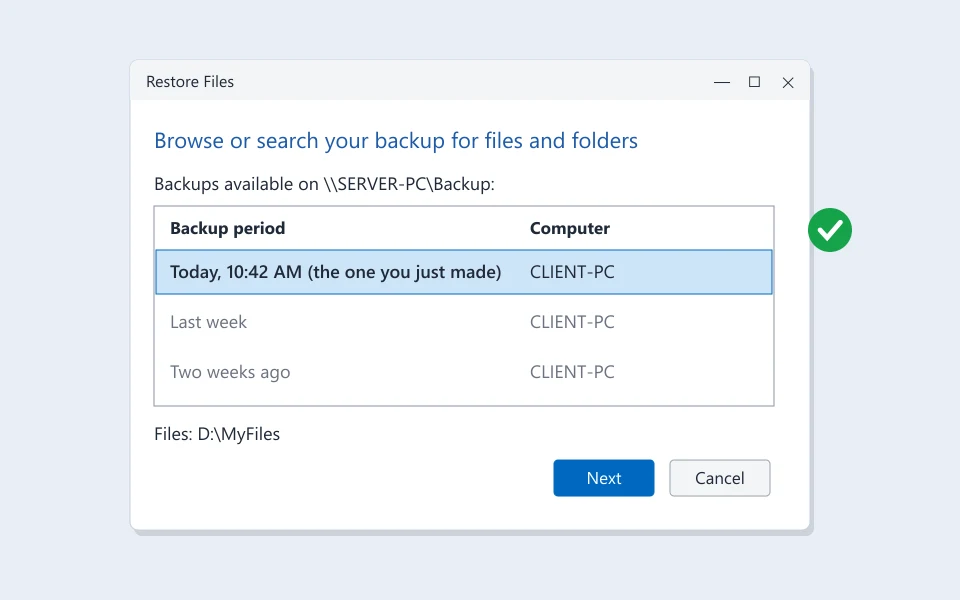 Restore Files
Browse or search your backup for files and folders
Backups available on \\SERVER-PC\Backup:
Backup period Computer
Today, 10:42 AM (the one you just made) CLIENT-PC
Last week CLIENT-PC
Two weeks ago CLIENT-PC
Files: D:\MyFiles
Next Cancel